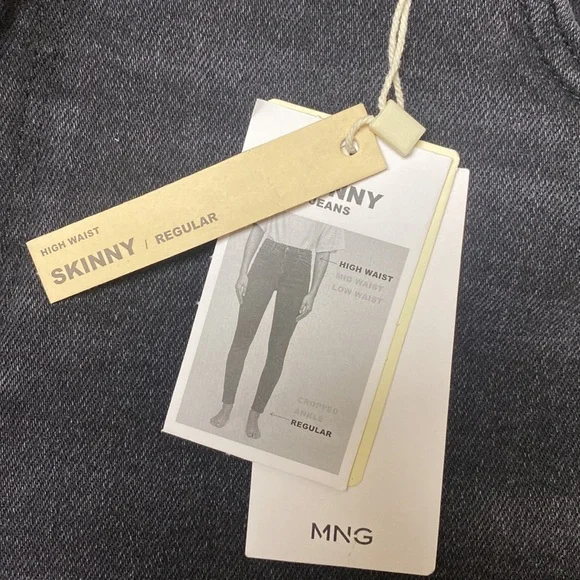 HIGH WAIST
SKINNY / REGULAR
NNY
JEANS
HIGH WAIST
MID WAIST
LOW WAIST
CROPPED
ANKLE
REGULAR
MNG